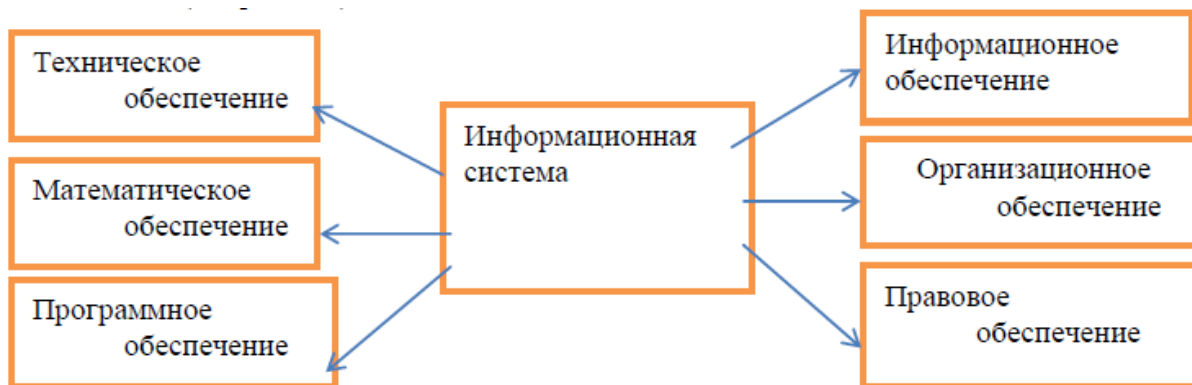 Техническое
обеспечение
Математическое
обеспечение
Программное
обеспечение
Информационная
система
Информационное
обеспечение
Организационное
обеспечение
Правовое
обеспечение